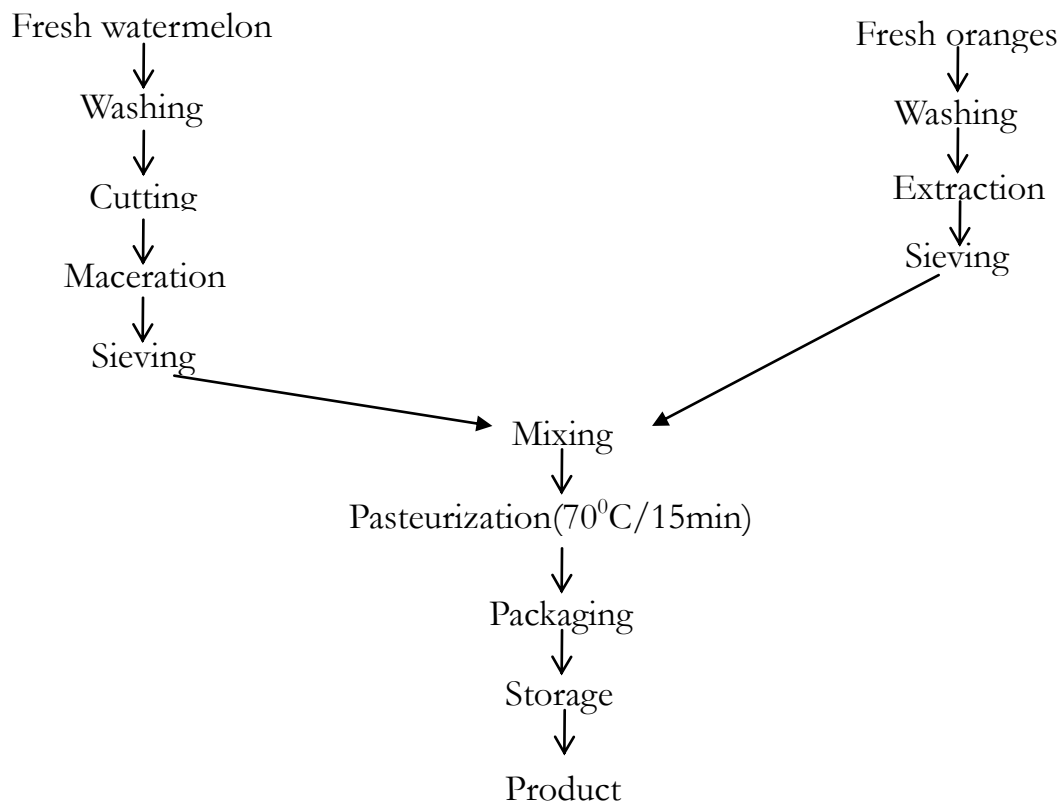 Fresh watermelon
Washing
Cutting
Maceration
Sieving
Fresh oranges
Washing
Extraction
Sieving
Mixing
Pasteurization(70⁰C/15min)
Packaging
Storage
Product